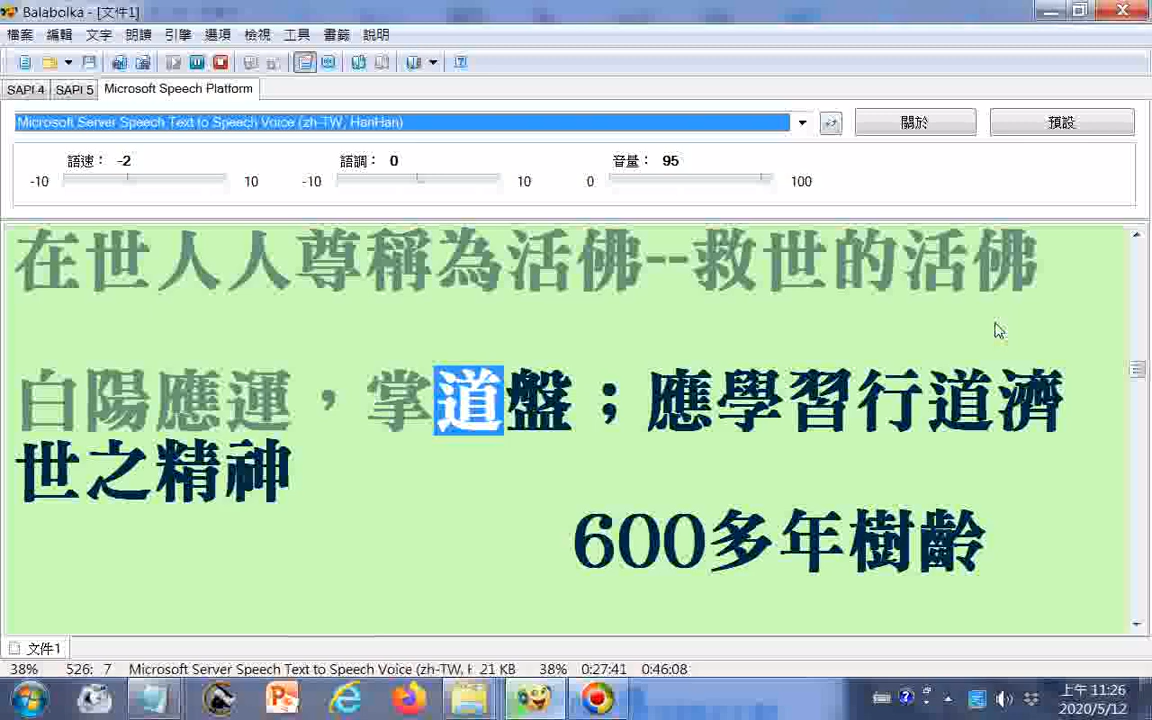 Balabolka - [文件1]
檔案 編輯 文字 朗讀 引擎 選項 檢視 工具 書籤 說明
SAPI 4 SAPI 5 Microsoft Speech Platform
Microsoft Server Speech Text to Speech Voice (zh-TW, HanHan) 關於 預設
語速： -2 語調： 0 音量： 95
-10 10 -10 10 0 100
在世人人尊稱為活佛--救世的活佛
白陽應運，掌道盤；應學習行道濟
世之精神
600多年樹齡
文件1
38% 526: 7 Microsoft Server Speech Text to Speech Voice (zh-TW, H 21 KB 38% 0:27:41 0:46:08
上午 11:26
2020/5/12